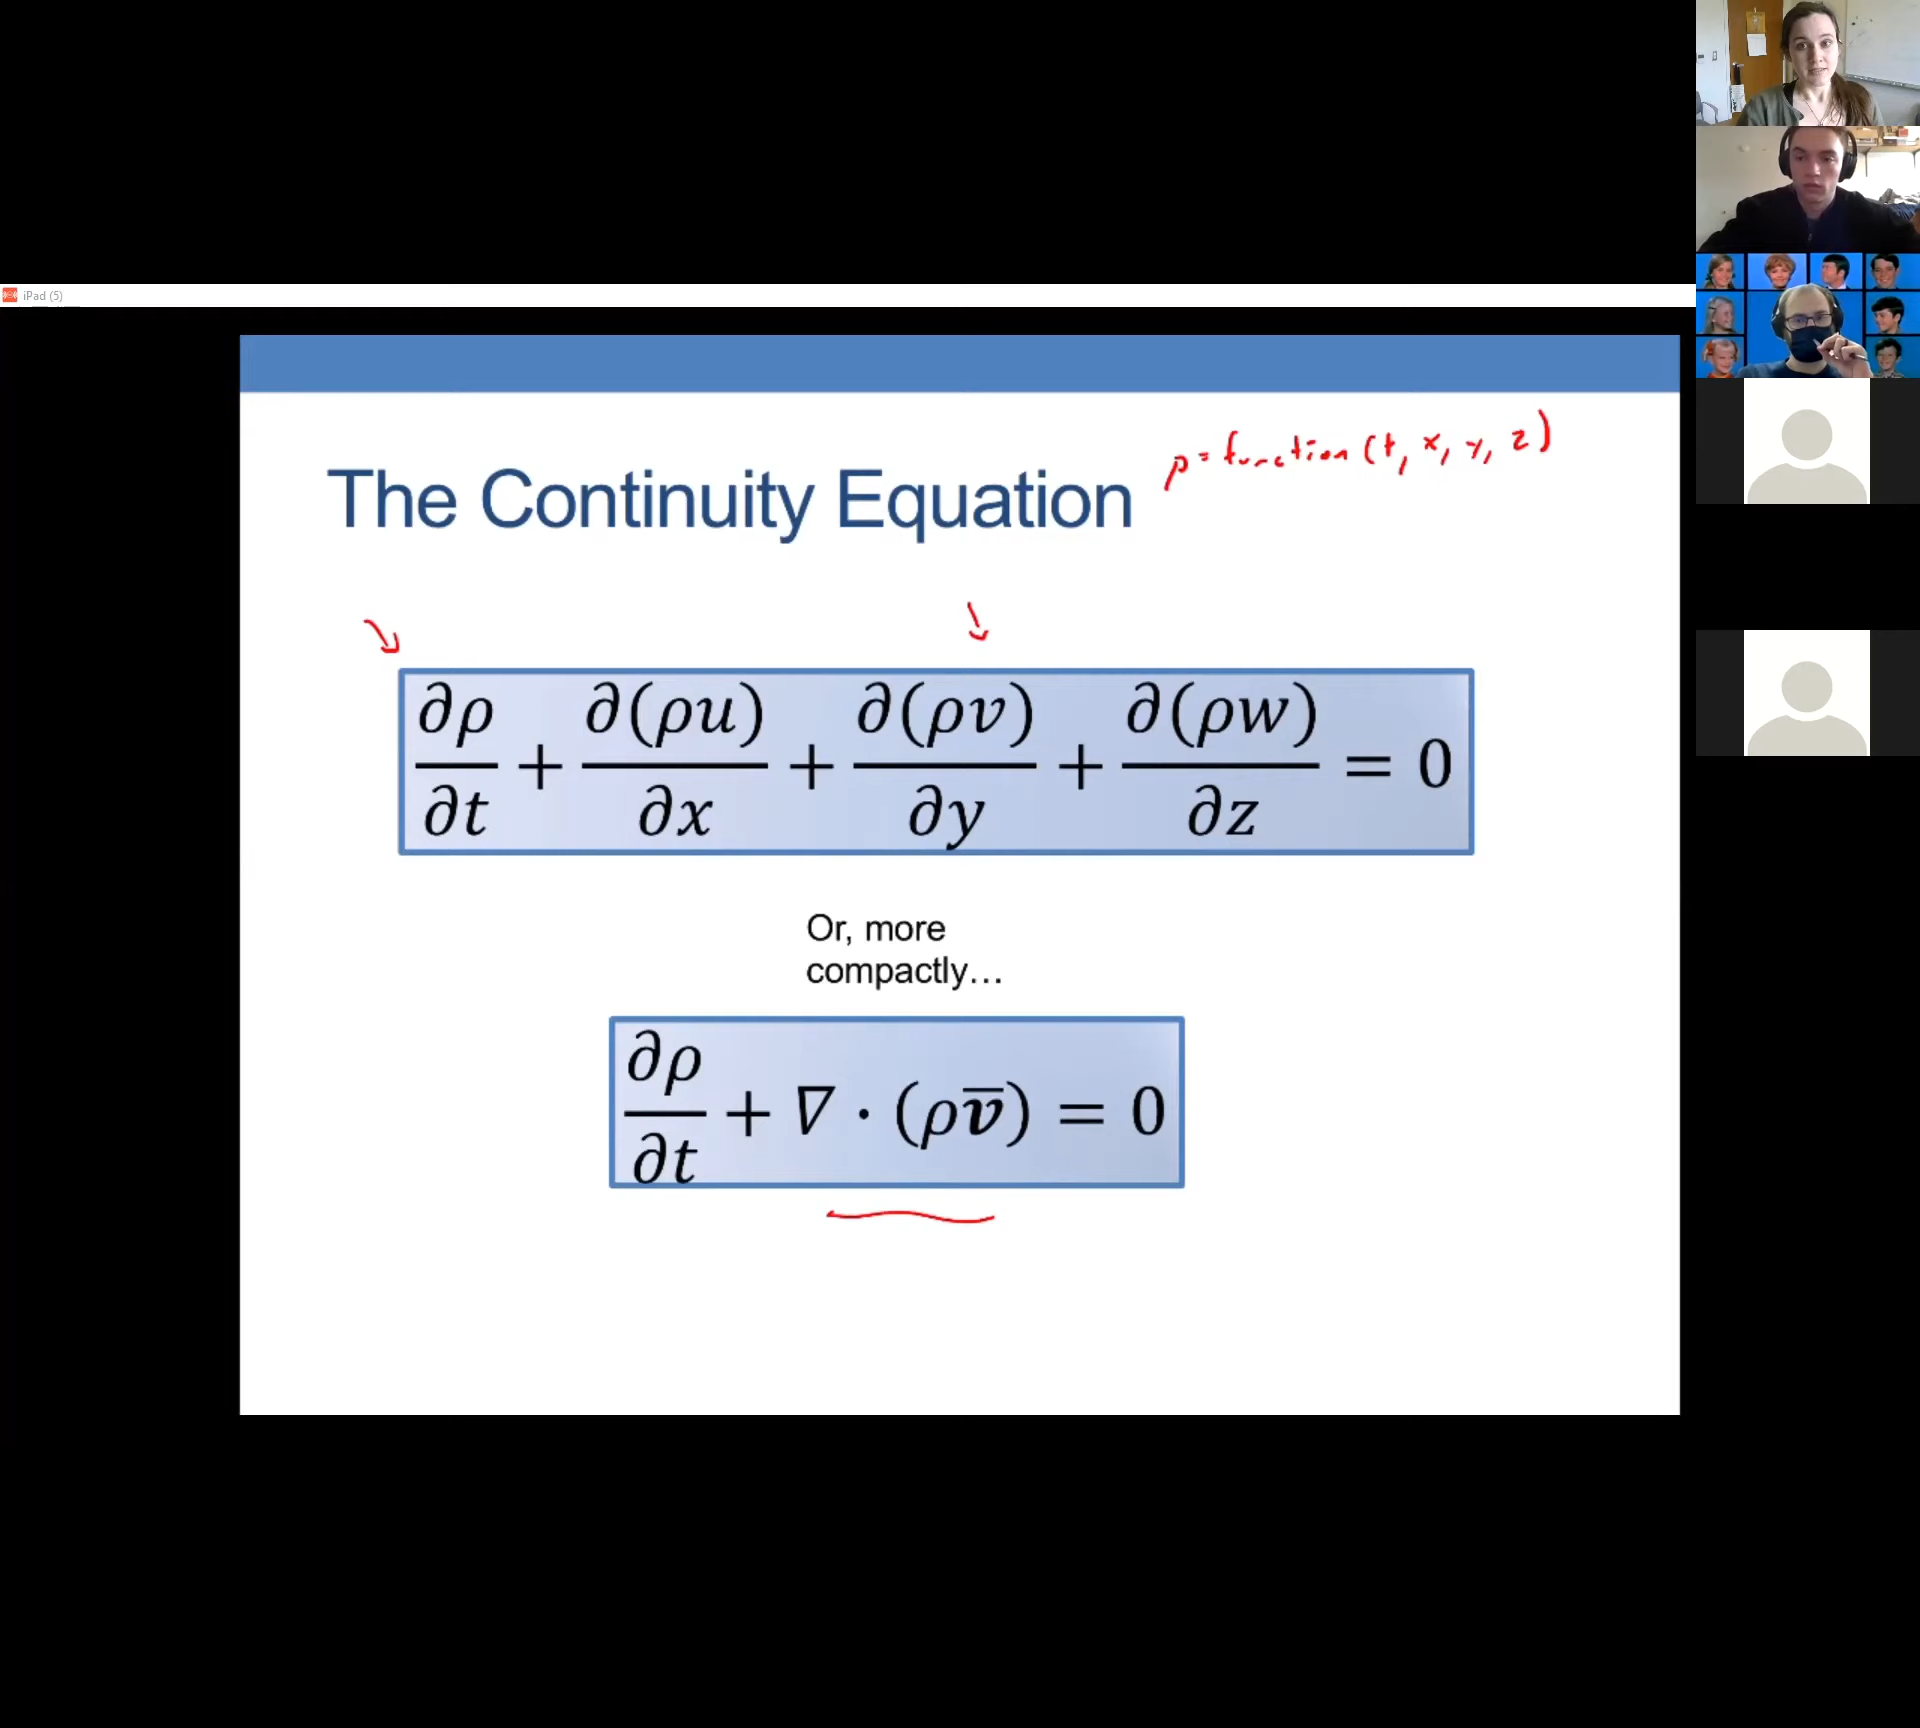 iPad (5)
ρ = function (t, x, y, z)
The Continuity Equation
∂ρ/∂t + ∂(ρu)/∂x + ∂(ρv)/∂y + ∂(ρw)/∂z = 0
Or, more
compactly…
∂ρ/∂t + ∇ · (ρv̅) = 0